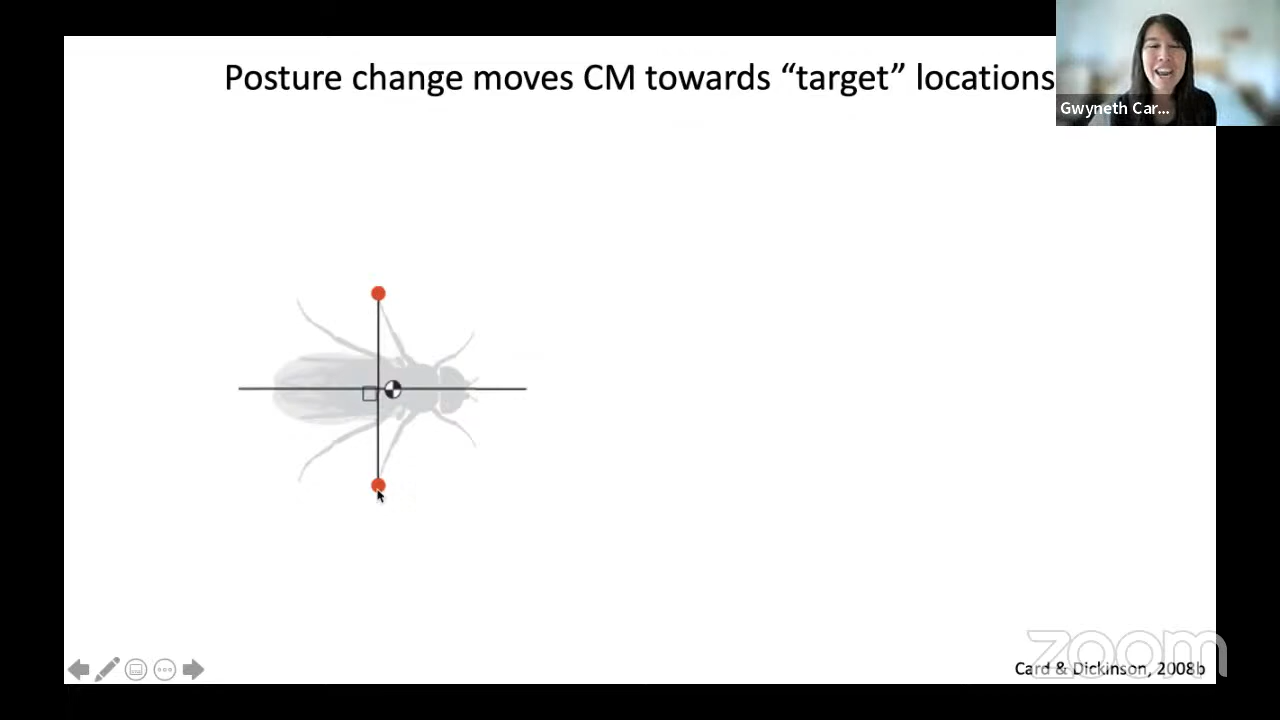 Posture change moves CM towards “target” locations
Gwyneth Car...
zoom
Card & Dickinson, 2008b